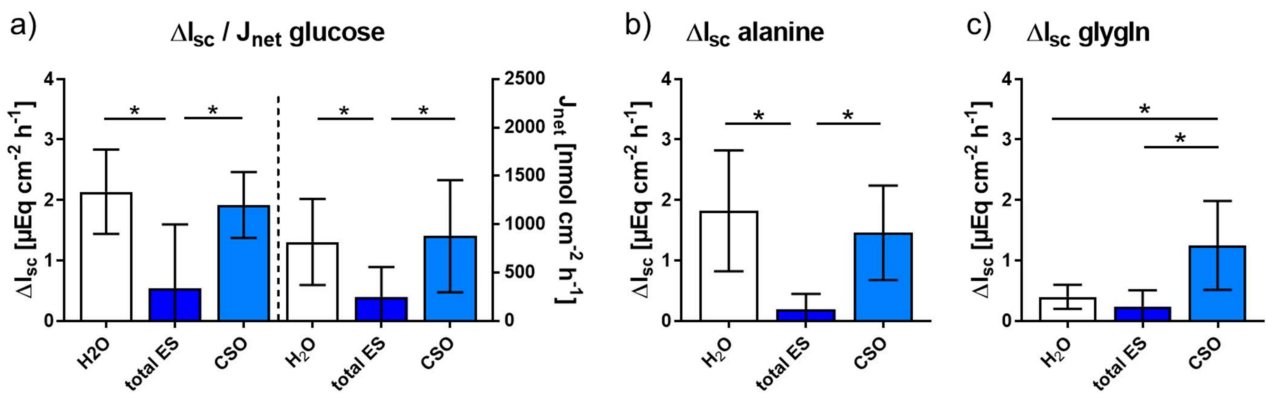 a)
ΔIsc / Jnet glucose
ΔIsc [µEq cm-2 h-1]
4
3
2
1
0
* * * *
2500
2000
1500
1000
500
0
Jnet [nmol cm-2 h-1]
H2O total ES CSO H₂O total ES CSO
b)
ΔIsc alanine
ΔIsc [µEq cm-2 h-1]
4
3
2
1
0
* *
H₂O total ES CSO
c)
ΔIsc glygln
ΔIsc [µEq cm-2 h-1]
4
3
2
1
0
*
*
H₂O total ES CSO